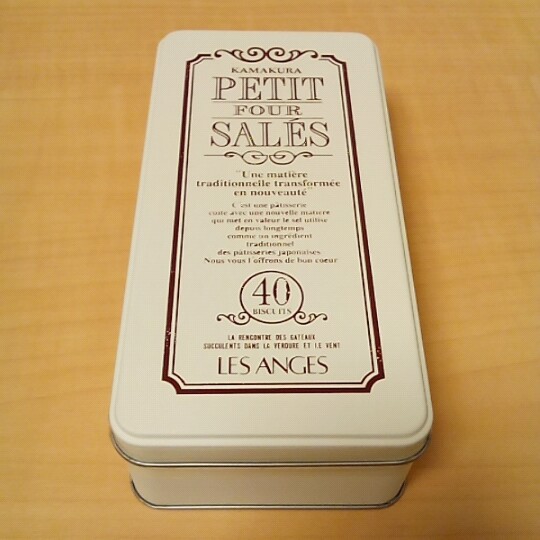 KAMAKURA
PETIT
FOUR
SALÉS
"Une matière
traditionnelle transformée
en nouveauté"
C'est une pâtisserie
cuite avec une nouvelle matière
qui met en valeur le sel utilisé
depuis longtemps
comme un ingrédient
traditionnel
des pâtisseries japonaises.
Nous vous l'offrons de bon coeur
40
BISCUITS
LA RENCONTRE DES GATEAUX
SUCCULENTS DANS LA VERDURE ET LE VENT
LES ANGES